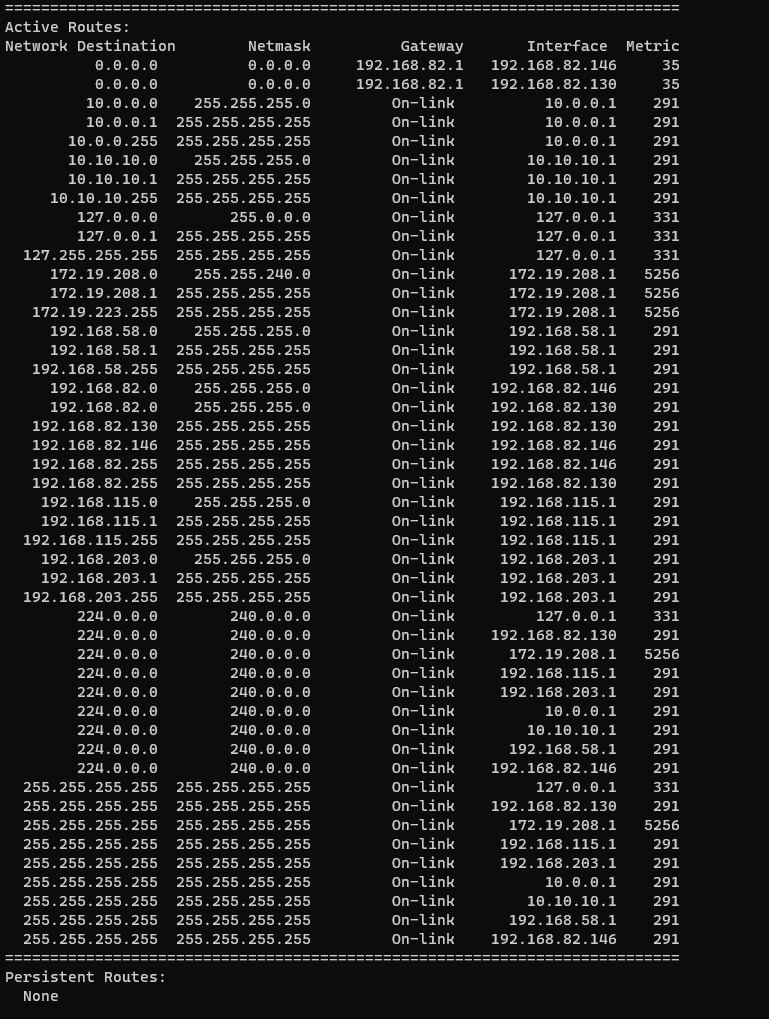 ===========================================================================
Active Routes:
Network Destination        Netmask          Gateway       Interface  Metric
          0.0.0.0          0.0.0.0     192.168.82.1   192.168.82.146     35
          0.0.0.0          0.0.0.0     192.168.82.1   192.168.82.130     35
         10.0.0.0    255.255.255.0         On-link          10.0.0.1    291
         10.0.0.1  255.255.255.255         On-link          10.0.0.1    291
       10.0.0.255  255.255.255.255         On-link          10.0.0.1    291
       10.10.10.0    255.255.255.0         On-link        10.10.10.1    291
       10.10.10.1  255.255.255.255         On-link        10.10.10.1    291
     10.10.10.255  255.255.255.255         On-link        10.10.10.1    291
        127.0.0.0        255.0.0.0         On-link         127.0.0.1    331
        127.0.0.1  255.255.255.255         On-link         127.0.0.1    331
  127.255.255.255  255.255.255.255         On-link         127.0.0.1    331
     172.19.208.0    255.255.240.0         On-link      172.19.208.1   5256
     172.19.208.1  255.255.255.255         On-link      172.19.208.1   5256
   172.19.223.255  255.255.255.255         On-link      172.19.208.1   5256
     192.168.58.0    255.255.255.0         On-link      192.168.58.1    291
     192.168.58.1  255.255.255.255         On-link      192.168.58.1    291
   192.168.58.255  255.255.255.255         On-link      192.168.58.1    291
     192.168.82.0    255.255.255.0         On-link    192.168.82.146    291
     192.168.82.0    255.255.255.0         On-link    192.168.82.130    291
   192.168.82.130  255.255.255.255         On-link    192.168.82.130    291
   192.168.82.146  255.255.255.255         On-link    192.168.82.146    291
   192.168.82.255  255.255.255.255         On-link    192.168.82.146    291
   192.168.82.255  255.255.255.255         On-link    192.168.82.130    291
    192.168.115.0    255.255.255.0         On-link     192.168.115.1    291
    192.168.115.1  255.255.255.255         On-link     192.168.115.1    291
  192.168.115.255  255.255.255.255         On-link     192.168.115.1    291
    192.168.203.0    255.255.255.0         On-link     192.168.203.1    291
    192.168.203.1  255.255.255.255         On-link     192.168.203.1    291
  192.168.203.255  255.255.255.255         On-link     192.168.203.1    291
        224.0.0.0        240.0.0.0         On-link         127.0.0.1    331
        224.0.0.0        240.0.0.0         On-link    192.168.82.130    291
        224.0.0.0        240.0.0.0         On-link      172.19.208.1   5256
        224.0.0.0        240.0.0.0         On-link     192.168.115.1    291
        224.0.0.0        240.0.0.0         On-link     192.168.203.1    291
        224.0.0.0        240.0.0.0         On-link          10.0.0.1    291
        224.0.0.0        240.0.0.0         On-link        10.10.10.1    291
        224.0.0.0        240.0.0.0         On-link      192.168.58.1    291
        224.0.0.0        240.0.0.0         On-link    192.168.82.146    291
  255.255.255.255  255.255.255.255         On-link         127.0.0.1    331
  255.255.255.255  255.255.255.255         On-link    192.168.82.130    291
  255.255.255.255  255.255.255.255         On-link      172.19.208.1   5256
  255.255.255.255  255.255.255.255         On-link     192.168.115.1    291
  255.255.255.255  255.255.255.255         On-link     192.168.203.1    291
  255.255.255.255  255.255.255.255         On-link          10.0.0.1    291
  255.255.255.255  255.255.255.255         On-link        10.10.10.1    291
  255.255.255.255  255.255.255.255         On-link      192.168.58.1    291
  255.255.255.255  255.255.255.255         On-link    192.168.82.146    291
===========================================================================
Persistent Routes:
  None